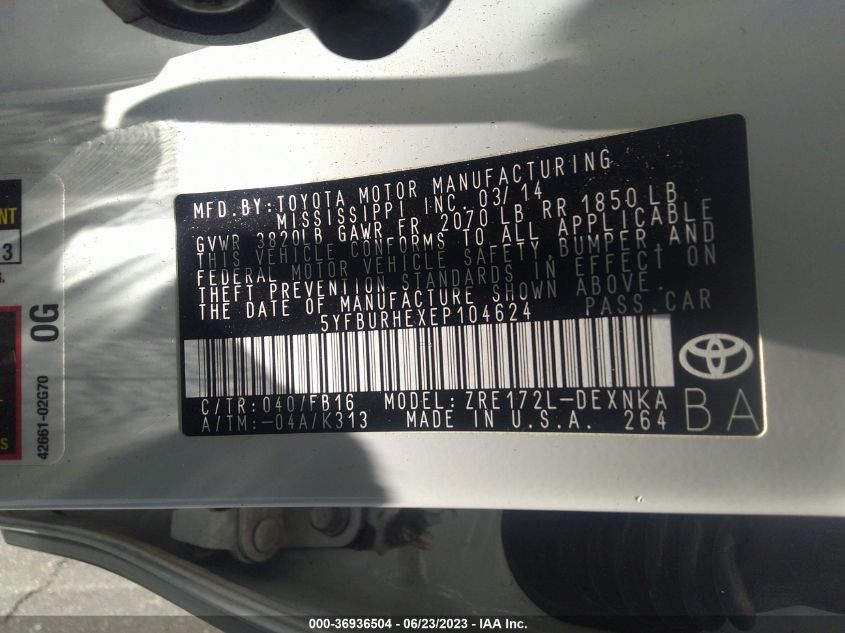 MFD. BY: TOYOTA MOTOR MANUFACTURING
MISSISSIPPI INC. 03/14
GVWR 3820LB GAWR FR 2070 LB RR 1850 LB
THIS VEHICLE CONFORMS TO ALL APPLICABLE
FEDERAL MOTOR VEHICLE SAFETY, BUMPER, AND
THEFT PREVENTION STANDARDS IN EFFECT ON
THE DATE OF MANUFACTURE SHOWN ABOVE.
5YFBURHEXEP104624 PASS. CAR
C/TR: 040/FB16 MODEL: ZRE172L-DEXNKA
A/TM: -04A/K313 MADE IN U.S.A. 264
BA
0G
42661-02G70
3
000-36936504 - 06/23/2023 - IAA Inc.